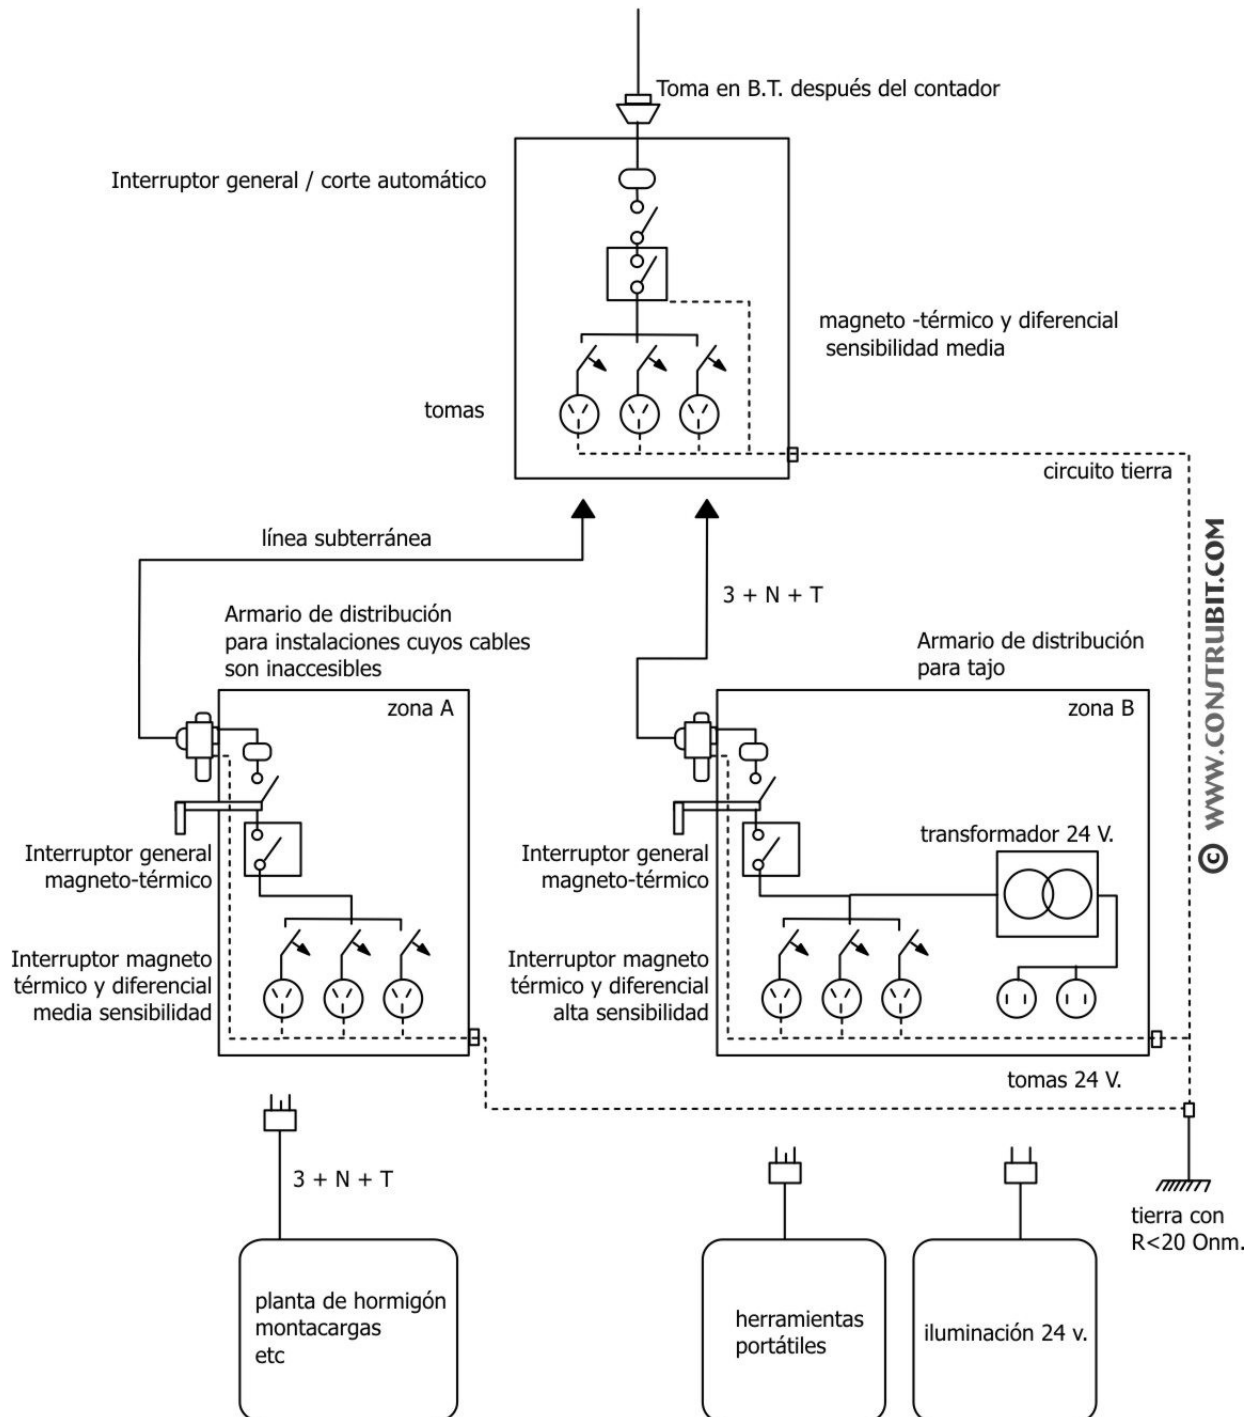 Toma en B.T. después del contador
Interruptor general / corte automático
magneto -térmico y diferencial
sensibilidad media
tomas
circuito tierra
línea subterránea
3 + N + T
Armario de distribución
para instalaciones cuyos cables
son inaccesibles
Armario de distribución
para tajo
zona A
zona B
transformador 24 V.
Interruptor general
magneto-térmico
Interruptor general
magneto-térmico
Interruptor magneto
térmico y diferencial
media sensibilidad
Interruptor magneto
térmico y diferencial
alta sensibilidad
tomas 24 V.
3 + N + T
tierra con
R<20 Onm.
planta de hormigón
montacargas
etc
herramientas
portátiles
iluminación 24 v.
© WWW.CONSTRUBIT.COM